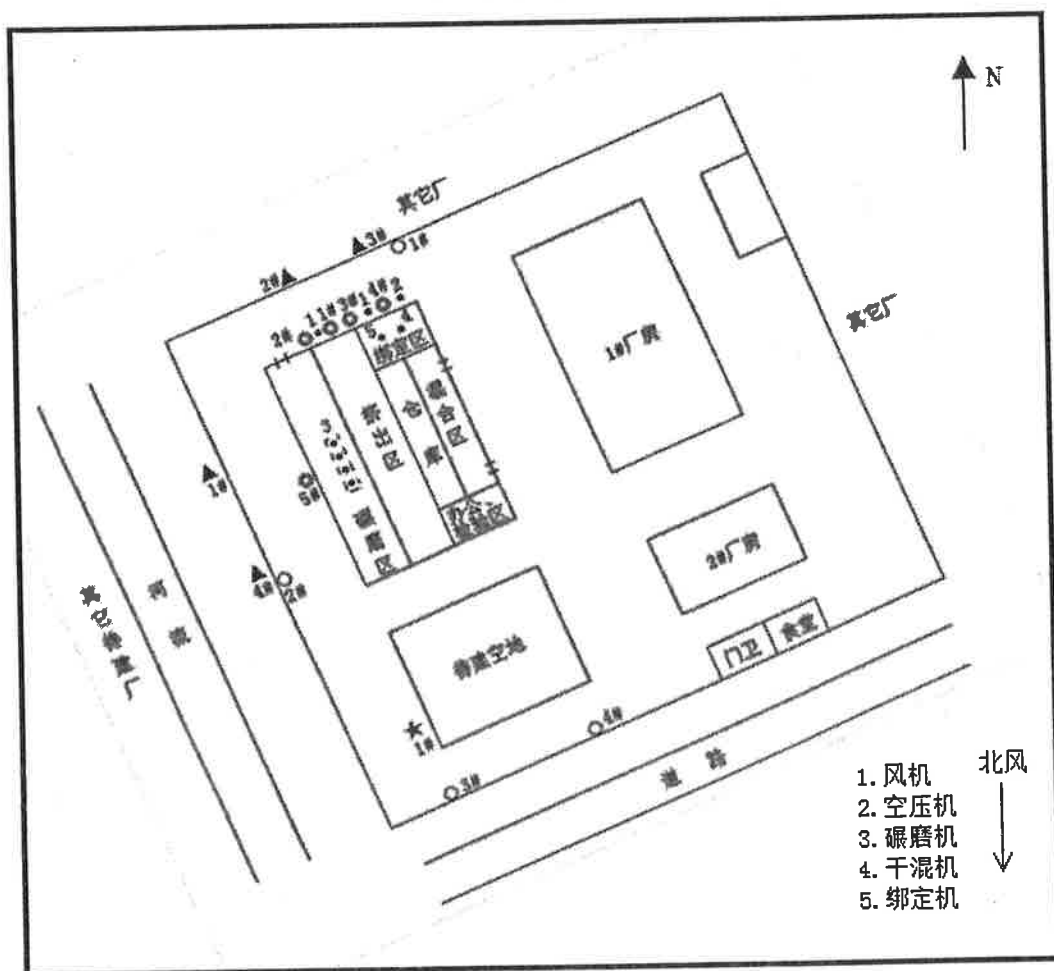 N
其它厂
3#
1#
2#
其它厂
2#
1
1#
3#
1
4#
2
5
4
绑定区
1#厂房
混合区
仓库
3
5#
碾磨区
办公
1#
4#
2#
河流
其它待建厂
2#厂房
待建空地
门卫
食堂
1#
4#
3#
道路
北风
1.风机
2.空压机
3.碾磨机
4.干混机
5.绑定机